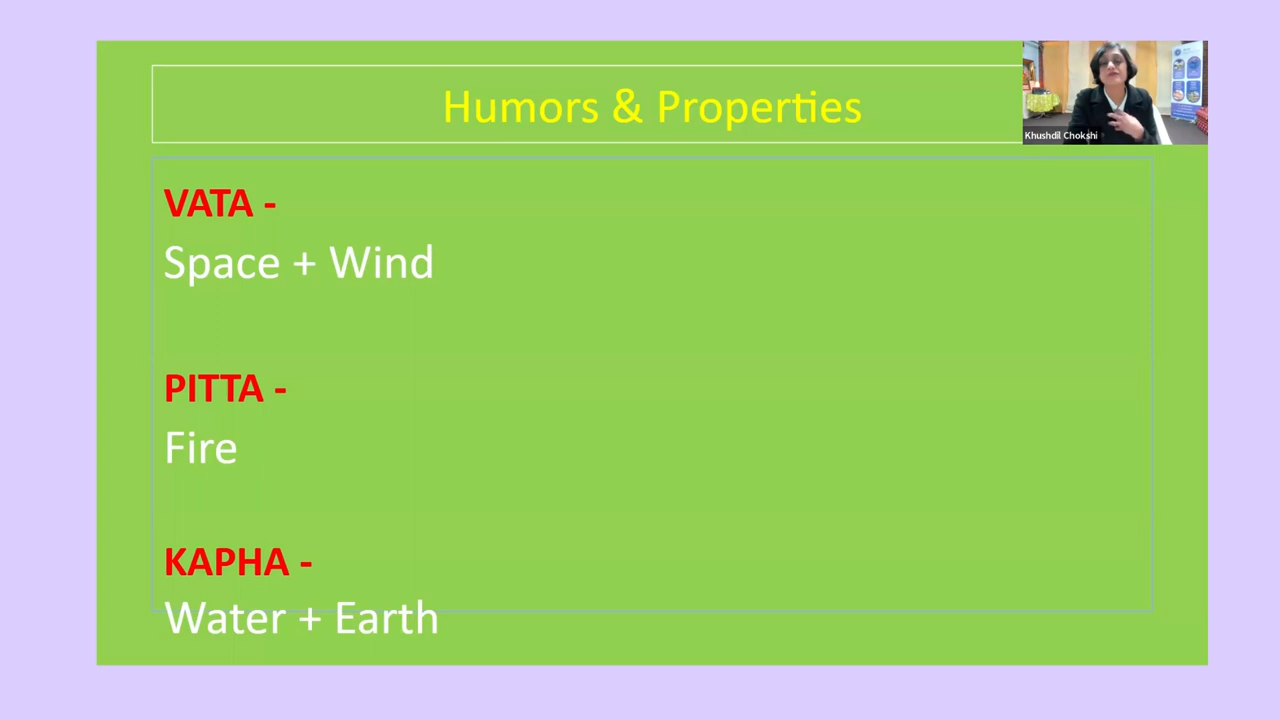 Humors & Properties
Khushdil Chokshi
VATA -
Space + Wind
PITTA -
Fire
KAPHA -
Water + Earth